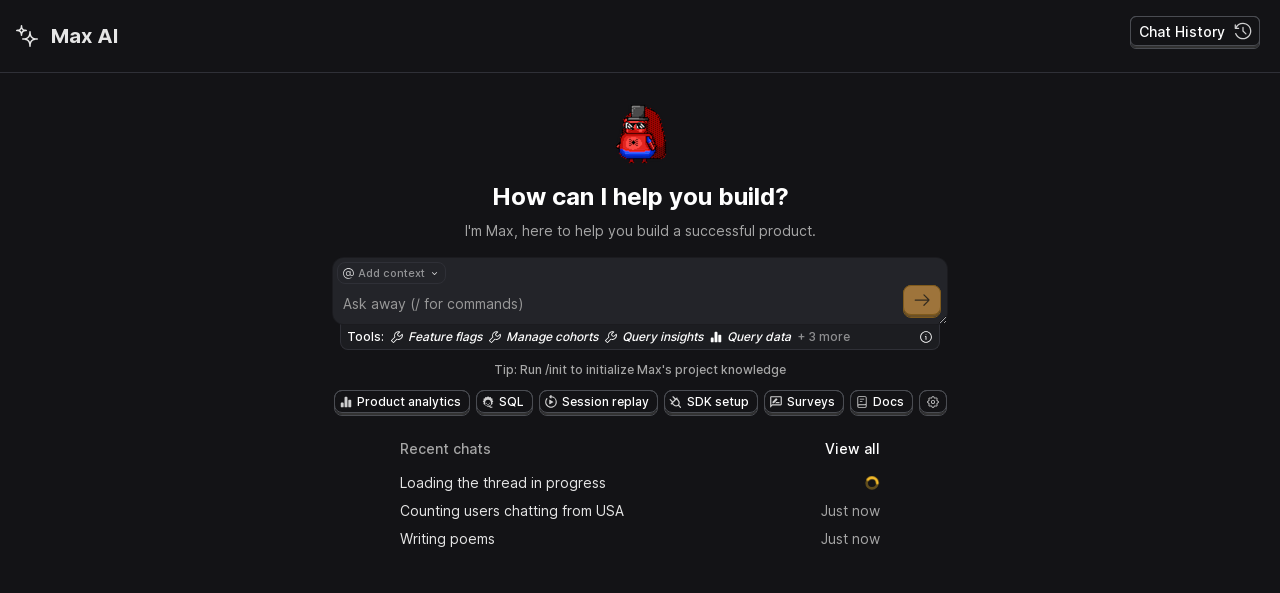 Max AI
Chat History
How can I help you build?
I'm Max, here to help you build a successful product.
@ Add context
Ask away (/ for commands)
Tools: Feature flags Manage cohorts Query insights Query data + 3 more
Tip: Run /init to initialize Max's project knowledge
Product analytics SQL Session replay SDK setup Surveys Docs
Recent chats View all
Loading the thread in progress
Counting users chatting from USA Just now
Writing poems Just now